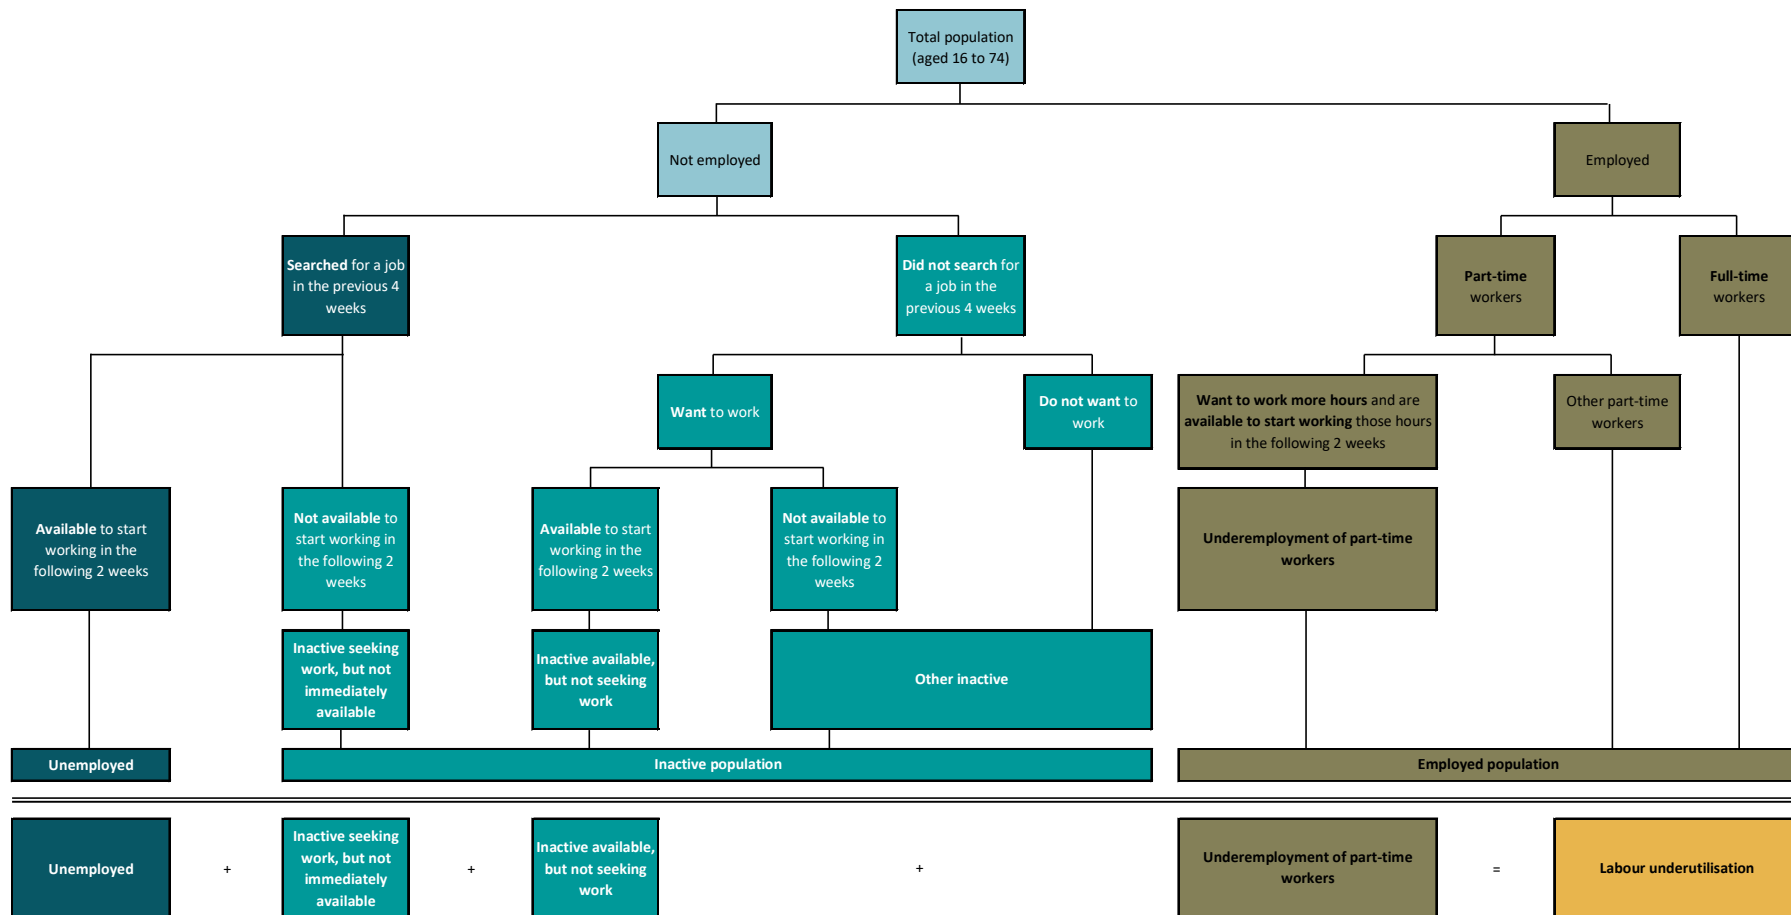 Total population
(aged 16 to 74)
Not employed
Employed
Searched for a job
in the previous 4
weeks
Did not search for
a job in the
previous 4 weeks
Part-time
workers
Full-time
workers
Want to work
Do not want to
work
Want to work more hours and are
available to start working those hours
in the following 2 weeks
Other part-time
workers
Available to start
working in the
following 2 weeks
Not available to
start working in
the following 2
weeks
Available to start
working in the
following 2 weeks
Not available to
start working in
the following 2
weeks
Underemployment of part-time
workers
Inactive seeking
work, but not
immediately
available
Inactive available,
but not seeking
work
Other inactive
Unemployed
Inactive population
Employed population
Unemployed
+
Inactive seeking
work, but not
immediately
available
+
Inactive available,
but not seeking
work
+
Underemployment of part-time
workers
=
Labour underutilisation